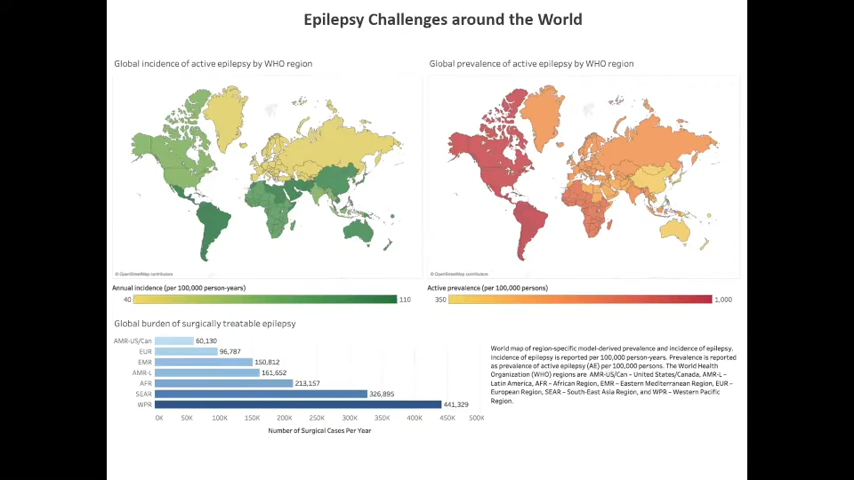 Epilepsy Challenges around the World
Global incidence of active epilepsy by WHO region
Global prevalence of active epilepsy by WHO region
© OpenStreetMap contributors
© OpenStreetMap contributors
Annual incidence (per 100,000 person-years)
Active prevalence (per 100,000 persons)
40
110
350
1,000
Global burden of surgically treatable epilepsy
AMR-US/Can 60,130
EUR 96,787
EMR 150,812
AMR-L 161,652
AFR 213,157
SEAR 326,895
WPR 441,329
0K 50K 100K 150K 200K 250K 300K 350K 400K 450K 500K
Number of Surgical Cases Per Year
World map of region-specific model-derived prevalence and incidence of epilepsy.
Incidence of epilepsy is reported per 100,000 person-years. Prevalence is reported
as prevalence of active epilepsy (AE) per 100,000 persons. The World Health
Organization (WHO) regions are AMR-US/Can – United States/Canada, AMR-L –
Latin America, AFR – African Region, EMR – Eastern Mediterranean Region, EUR –
European Region, SEAR – South-East Asia Region, and WPR – Western Pacific
Region.